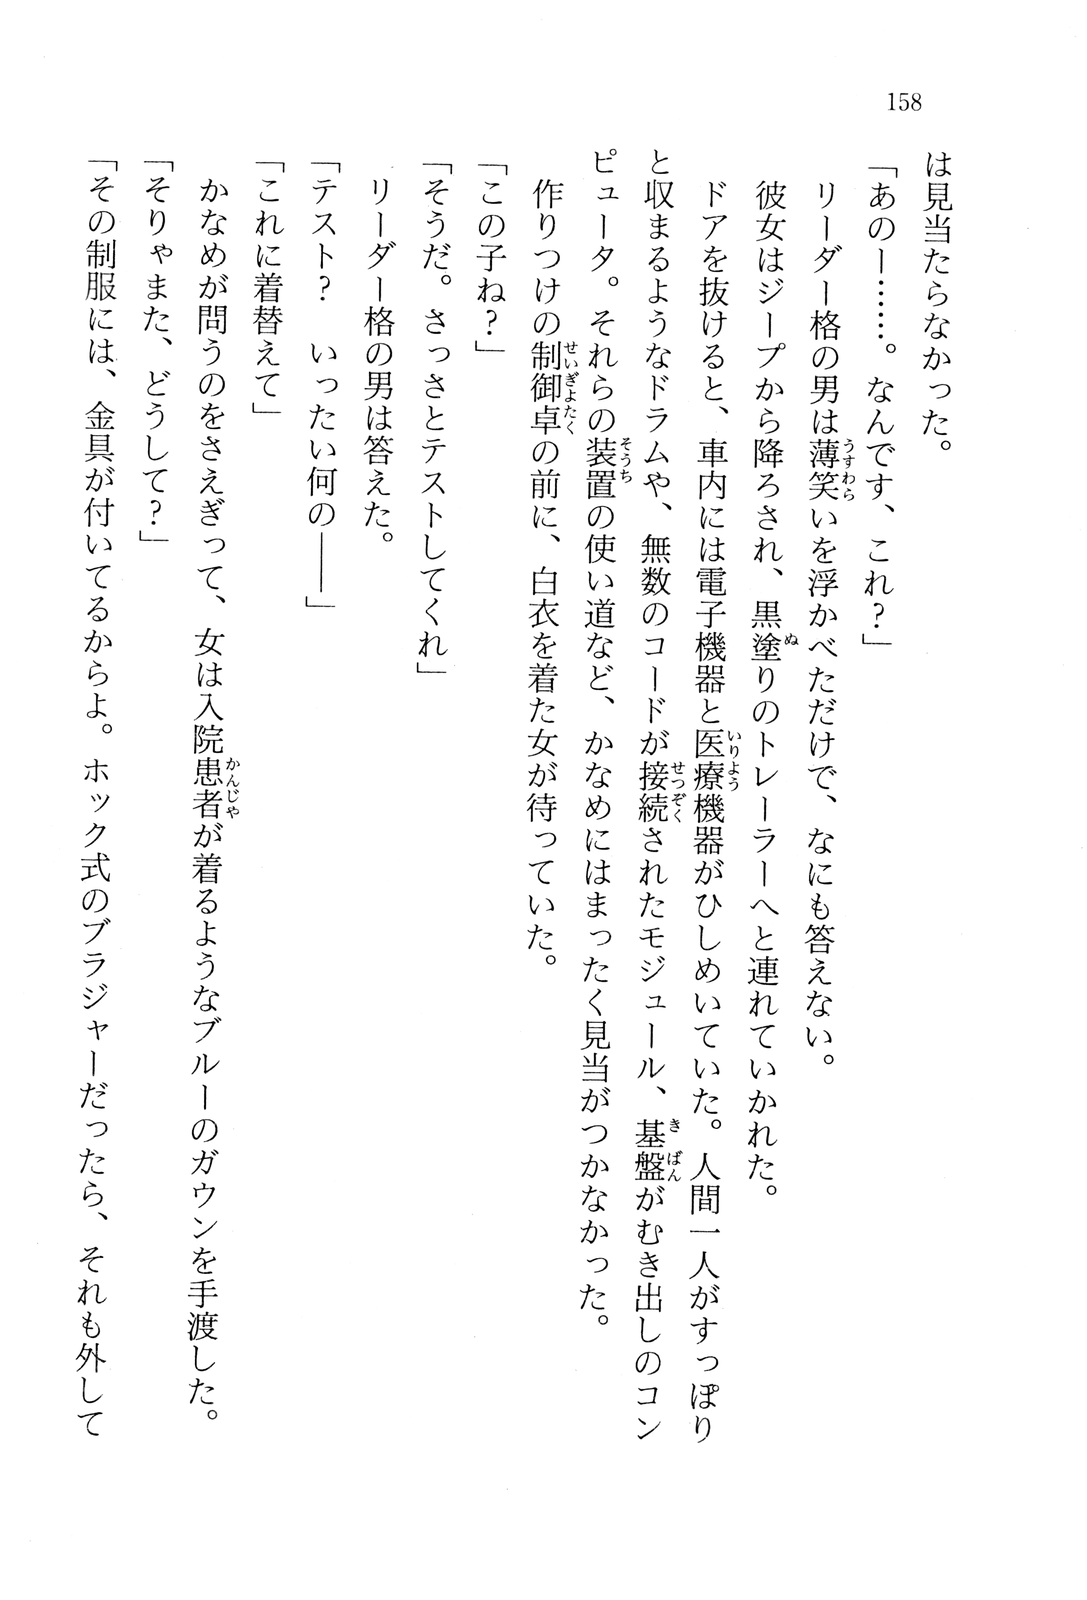 158
は見当たらなかった。
「あのー……。なんです、これ？」
リーダー格の男は薄笑いを浮かべただけで、なにも答えない。
彼女はジープから降ろされ、黒塗りのトレーラーへと連れていかれた。
ドアを抜けると、車内には電子機器と医療機器がひしめいていた。人間一人がすっぽり
と収まるようなドラムや、無数のコードが接続されたモジュール、基盤がむき出しのコン
ピュータ。それらの装置の使い道など、かなめにはまったく見当がつかなかった。
作りつけの制御卓の前に、白衣を着た女が待っていた。
「この子ね？」
「そうだ。さっさとテストしてくれ」
リーダー格の男は答えた。
「テスト？　いったい何の――」
「これに着替えて」
かなめが問うのをさえぎって、女は入院患者が着るようなブルーのガウンを手渡した。
「そりゃまた、どうして？」
「その制服には、金具が付いてるからよ。ホック式のブラジャーだったら、それも外して